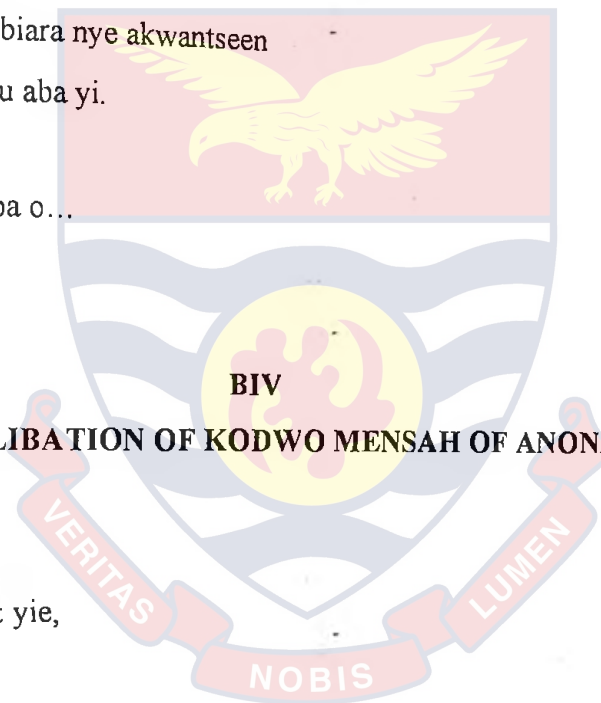 biara nye akwantseen
u aba yi.
ba o...
BIV
LIBATION OF KODWO MENSAH OF ANON
: yie,
VERITAS
NOBIS
LUMEN